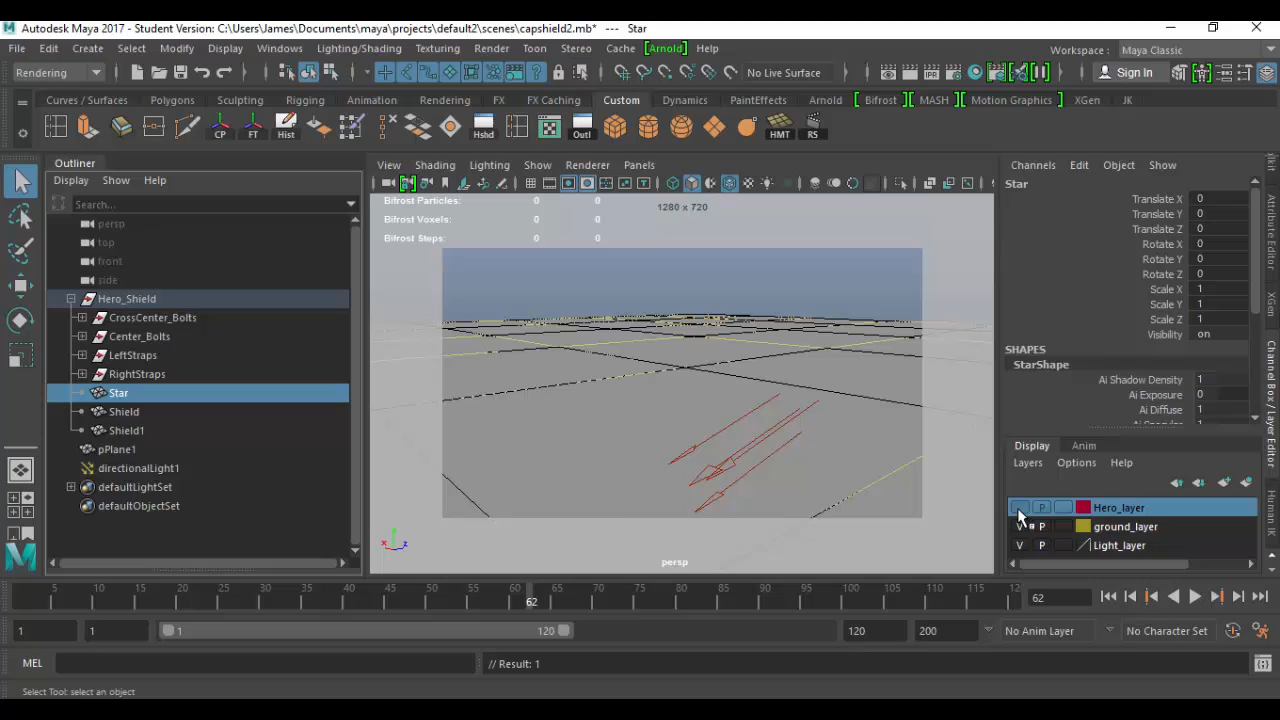 Autodesk Maya 2017 - Student Version: C:\Users\James\Documents\maya\projects\default2\scenes\capshield2.mb* --- Star
File Edit Create Select Modify Display Windows Lighting/Shading Texturing Render Toon Stereo Cache [Arnold] Help Workspace : Maya Classic
Rendering No Live Surface Sign In
Curves / Surfaces Polygons Sculpting Rigging Animation Rendering FX FX Caching Custom Dynamics PaintEffects Arnold Bifrost MASH Motion Graphics XGen JK
CP FT Hist Hshd Outl HMT RS
Outliner
Display Show Help
Search...
persp
top
front
side
Hero_Shield
CrossCenter_Bolts
Center_Bolts
LeftStraps
RightStraps
Star
Shield
Shield1
pPlane1
directionalLight1
defaultLightSet
defaultObjectSet
View Shading Lighting Show Renderer Panels
Bifrost Particles: 0 0
Bifrost Voxels: 0 0
Bifrost Steps: 0 0
1280 x 720
x y z
persp
Channels Edit Object Show
Star
Translate X 0
Translate Y 0
Translate Z 0
Rotate X 0
Rotate Y 0
Rotate Z 0
Scale X 1
Scale Y 1
Scale Z 1
Visibility on
SHAPES
StarShape
Ai Shadow Density 1
Ai Exposure 0
Ai Diffuse 1
Display Anim
Layers Options Help
P Hero_layer
V P ground_layer
V P Light_layer
Attribute Editor
XGen
Channel Box / Layer Editor
Human IK
5 10 15 20 25 30 35 40 45 50 55 60 65 70 75 80 85 90 95 100 105 110 115 12
62 62
1 1 1 120 120 200 No Anim Layer No Character Set
MEL // Result: 1
Select Tool: select an object